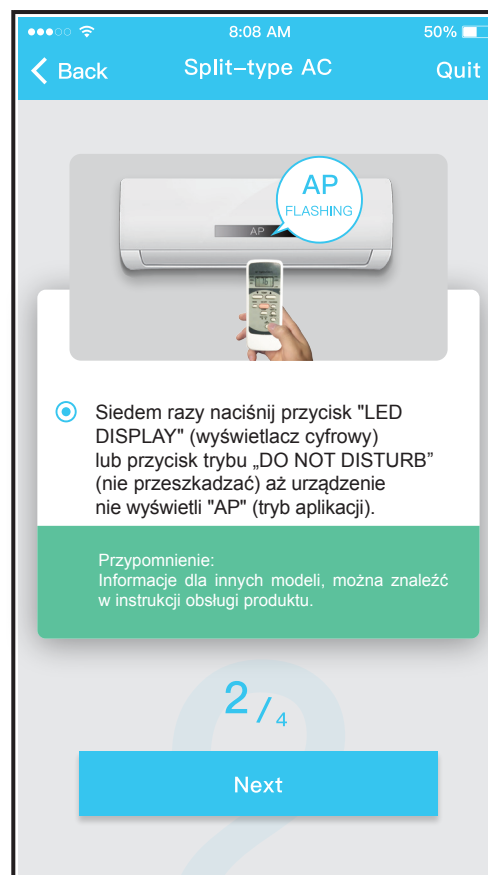 8:08 AM
50%
Back
Split-type AC
Quit
AP
FLASHING
AP
Siedem razy naciśnij przycisk "LED
DISPLAY" (wyświetlacz cyfrowy)
lub przycisk trybu „DO NOT DISTURB”
(nie przeszkadzać) aż urządzenie
nie wyświetli "AP" (tryb aplikacji).
Przypomnienie:
Informacje dla innych modeli, można znaleźć
w instrukcji obsługi produktu.
2/4
Next